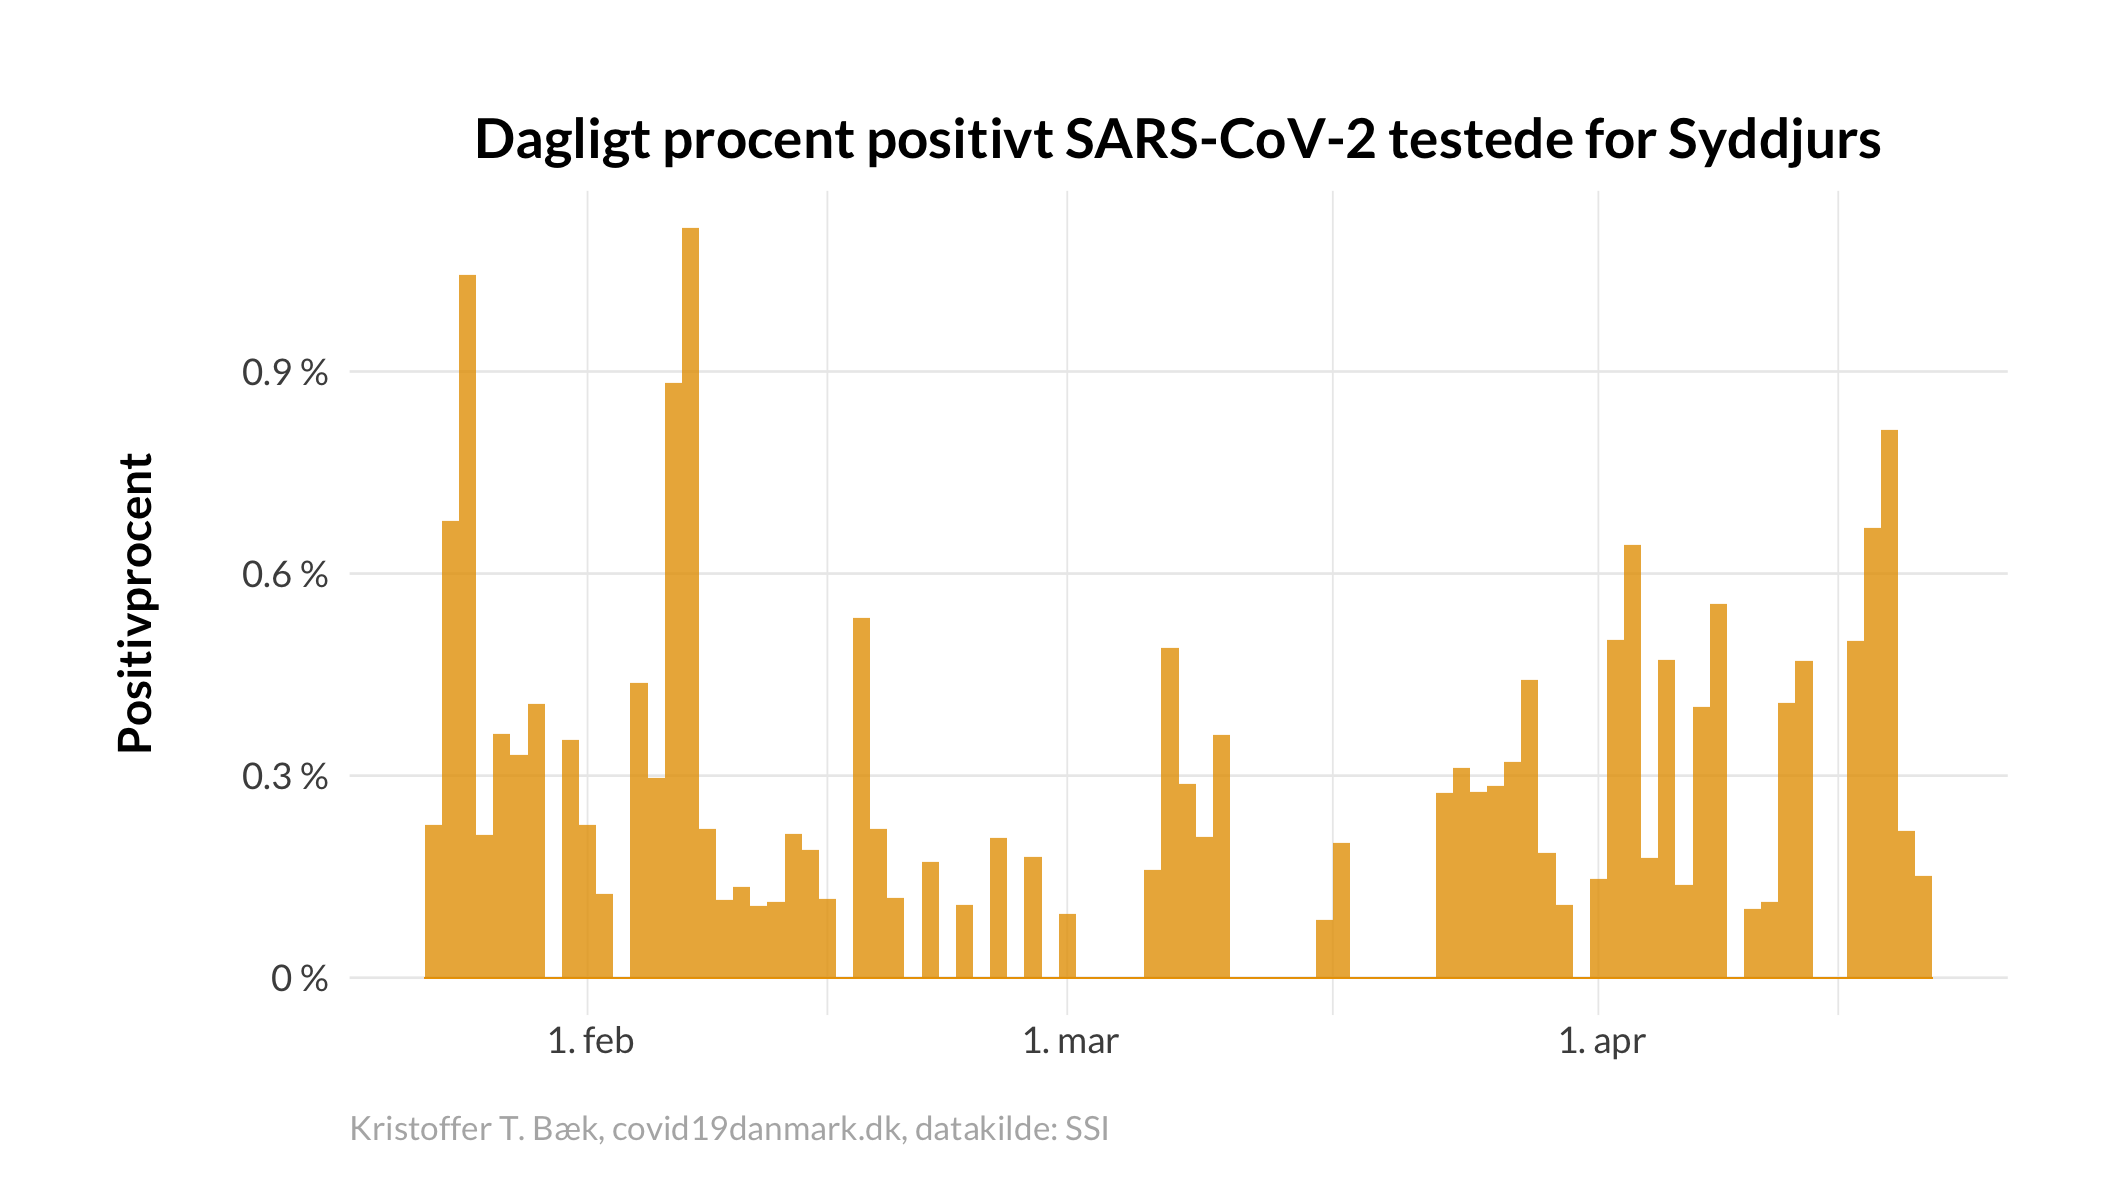 Dagligt procent positivt SARS-CoV-2 testede for Syddjurs
Positivprocent
0.9 %
0.6 %
0.3 %
0 %
1. feb
1. mar
1. apr
Kristoffer T. Bæk, covid19danmark.dk, datakilde: SSI